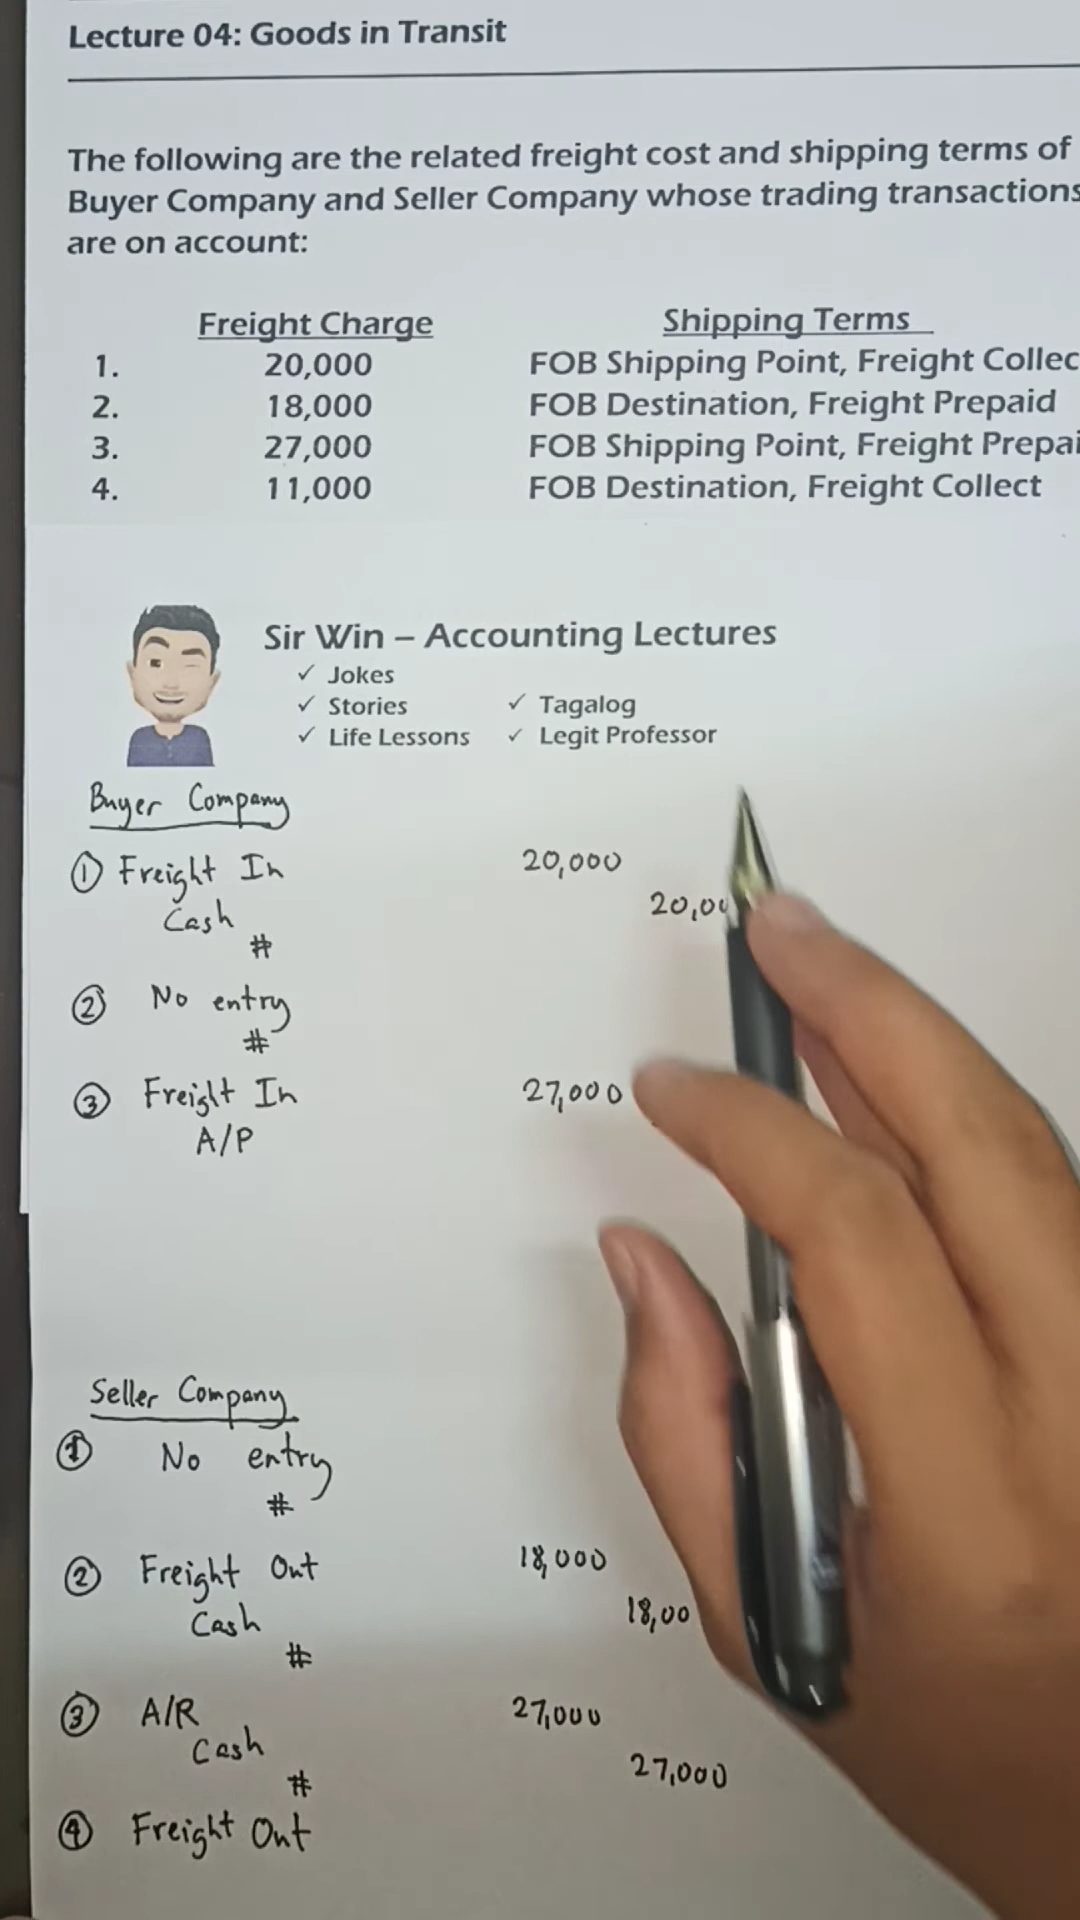 Lecture 04: Goods in Transit
The following are the related freight cost and shipping terms of
Buyer Company and Seller Company whose trading transactions
are on account:
Freight Charge Shipping Terms
1. 20,000 FOB Shipping Point, Freight Collec
2. 18,000 FOB Destination, Freight Prepaid
3. 27,000 FOB Shipping Point, Freight Prepai
4. 11,000 FOB Destination, Freight Collect
Sir Win – Accounting Lectures
✓ Jokes
✓ Stories ✓ Tagalog
✓ Life Lessons ✓ Legit Professor
Buyer Company
① Freight In 20,000
Cash 20,00
#
② No entry
#
③ Freight In 27,000
A/P
Seller Company
① No entry
#
② Freight Out 18,000
Cash 18,00
#
③ A/R 27,000
Cash 27,000
#
④ Freight Out